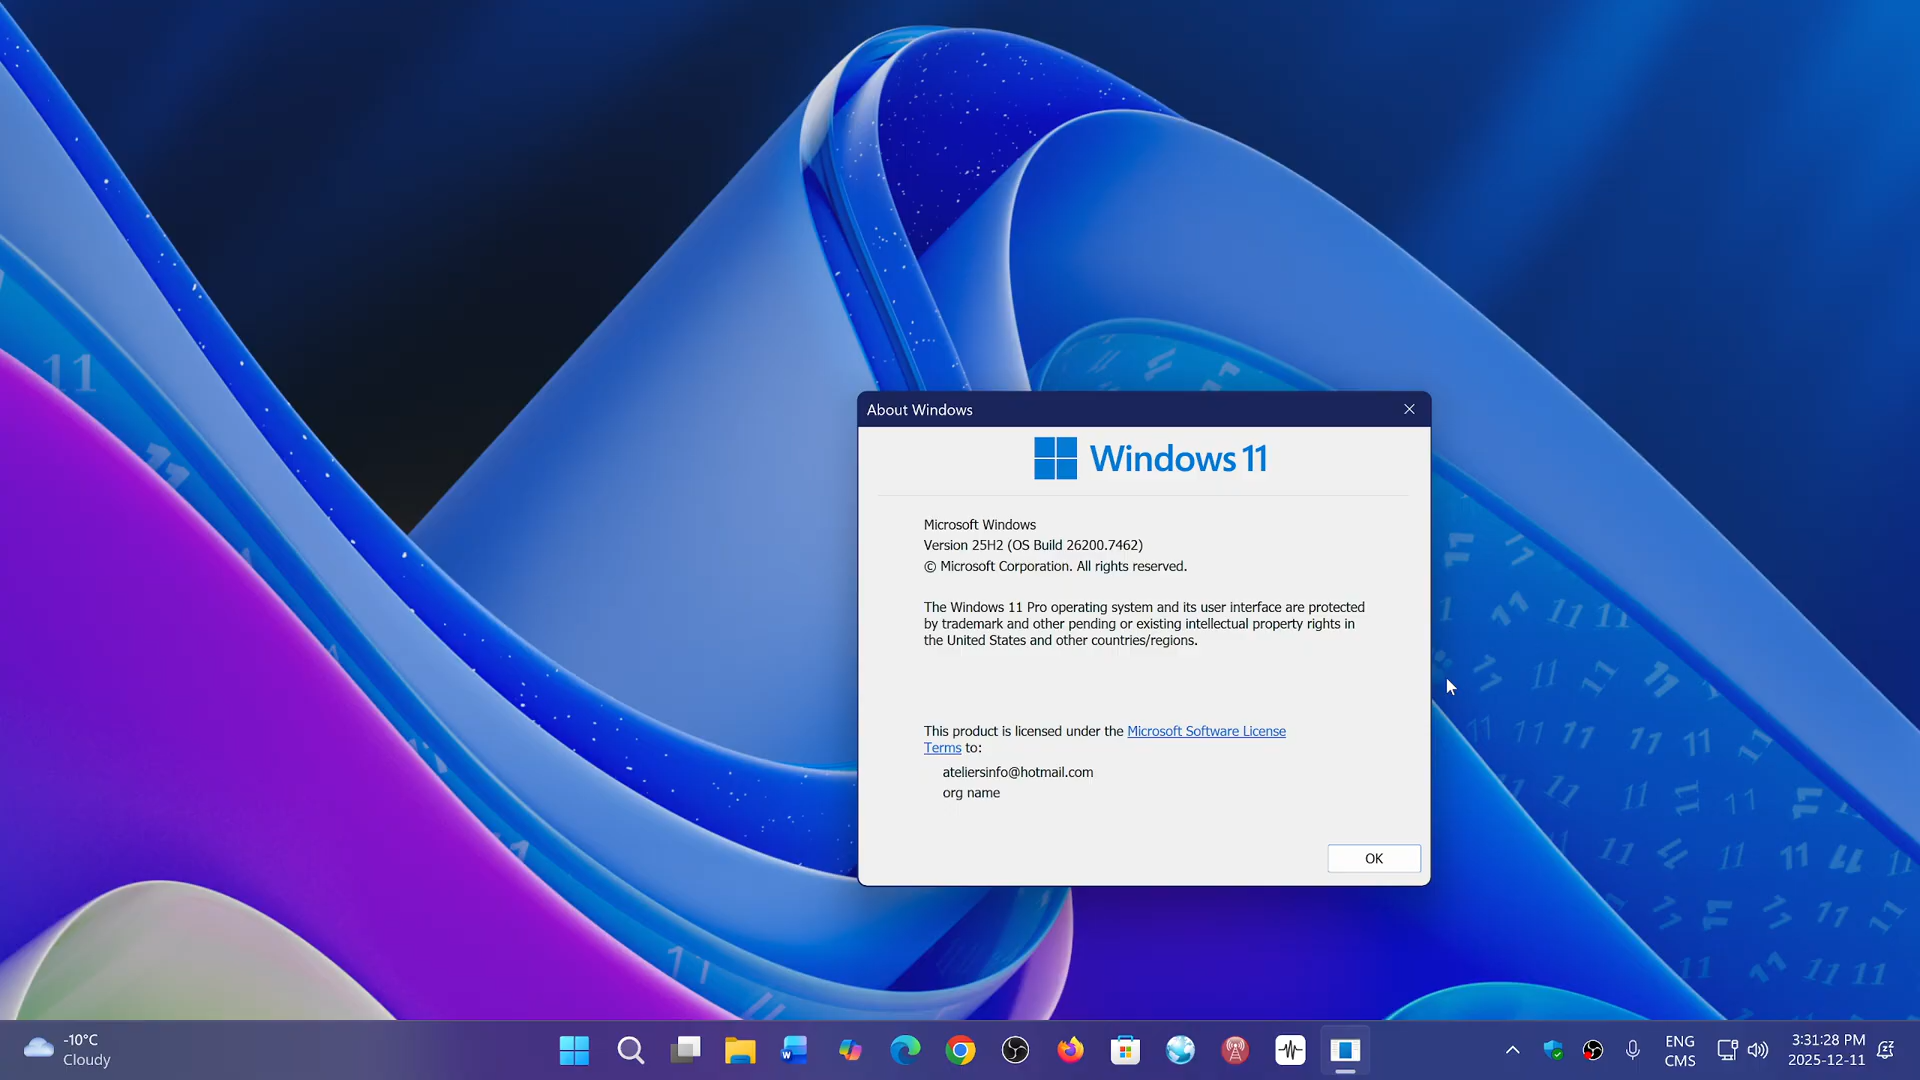 About Windows
Windows 11
Microsoft Windows
Version 25H2 (OS Build 26200.7462)
© Microsoft Corporation. All rights reserved.
The Windows 11 Pro operating system and its user interface are protected
by trademark and other pending or existing intellectual property rights in
the United States and other countries/regions.
This product is licensed under the Microsoft Software License
Terms to:
ateliersinfo@hotmail.com
org name
OK
-10°C
Cloudy
ENG
CMS
3:31:28 PM
2025-12-11